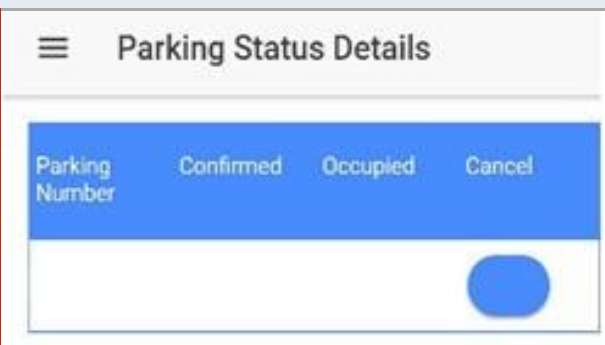 Parking Status Details
Parking Number
Confirmed
Occupied
Cancel